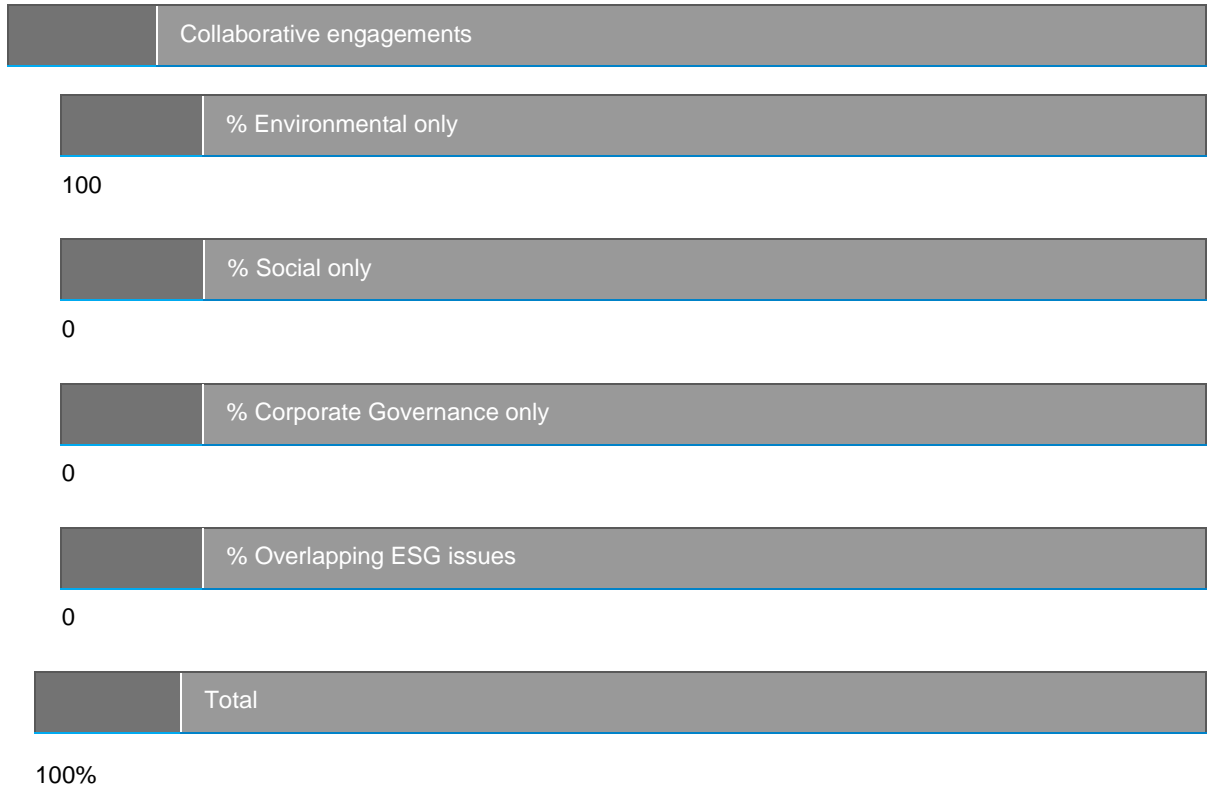 Collaborative engagements
% Environmental only
100
% Social only
0
% Corporate Governance only
0
% Overlapping ESG issues
0
Total
100%